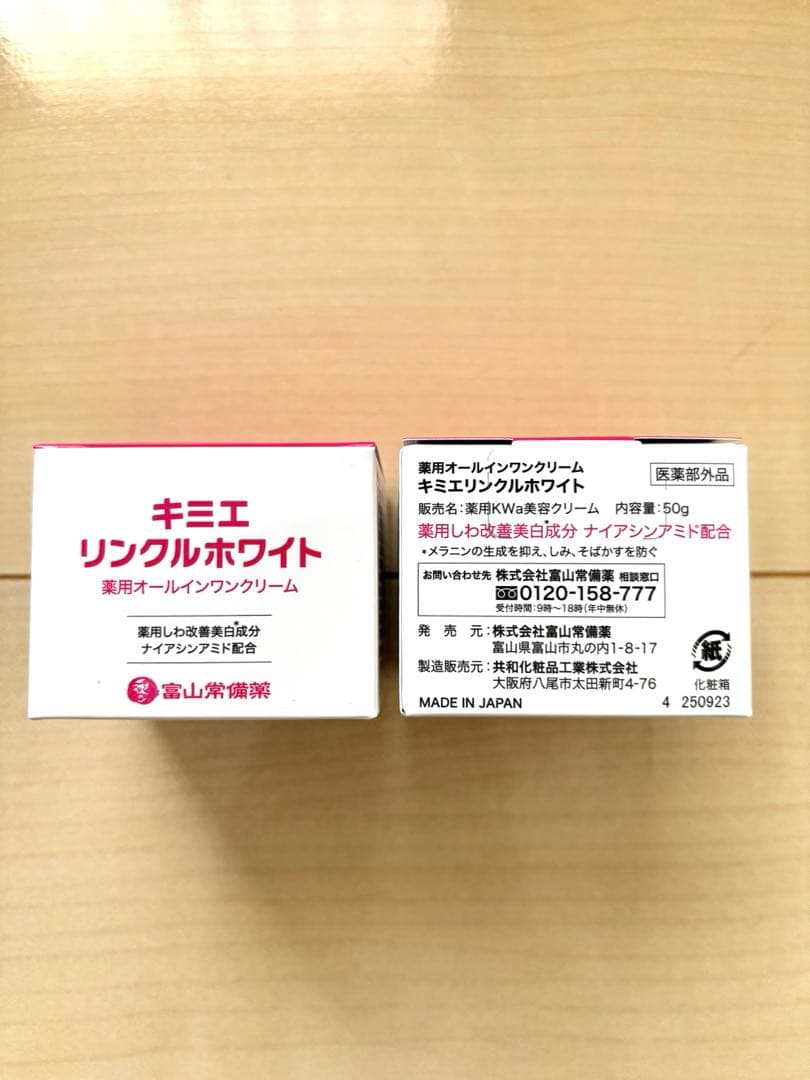 キミエ
リンクルホワイト
薬用オールインワンクリーム
薬用しわ改善美白*成分
ナイアシンアミド配合
富山常備薬
薬用オールインワンクリーム
キミエリンクルホワイト
医薬部外品
販売名:薬用KWa美容クリーム 内容量:50g
薬用しわ改善美白*成分 ナイアシンアミド配合
*メラニンの生成を抑え、しみ、そばかすを防ぐ
お問い合わせ先 株式会社富山常備薬 相談窓口
0120-158-777
受付時間:9時〜18時(年中無休)
発売元:株式会社富山常備薬
富山県富山市丸の内1-8-17
製造販売元:共和化粧品工業株式会社
大阪府八尾市太田新町4-76
紙
化粧箱
MADE IN JAPAN
4 250923